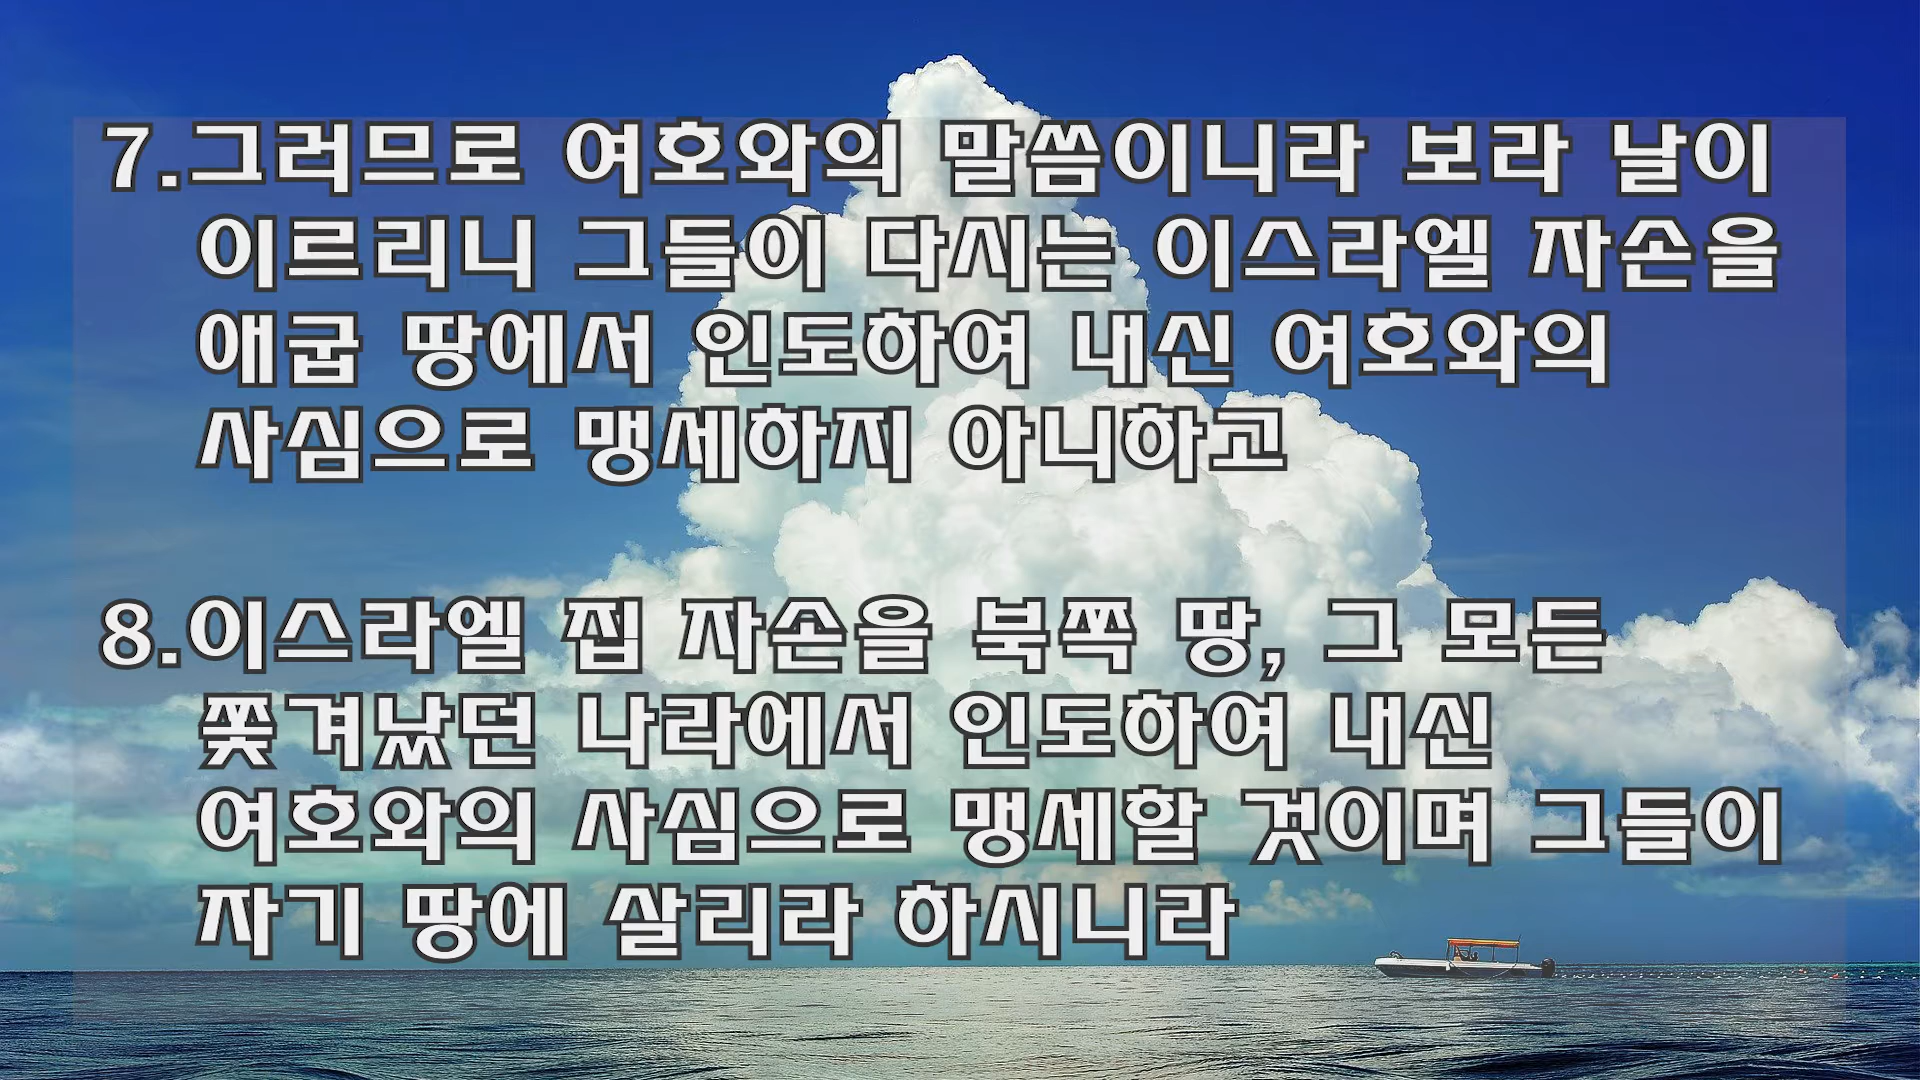 7.그러므로 여호와의 말씀이니라 보라 날이
이르리니 그들이 다시는 이스라엘 자손을
애굽 땅에서 인도하여 내신 여호와의
사심으로 맹세하지 아니하고
8.이스라엘 집 자손을 북쪽 땅, 그 모든
쫓겨났던 나라에서 인도하여 내신
여호와의 사심으로 맹세할 것이며 그들이
자기 땅에 살리라 하시니라